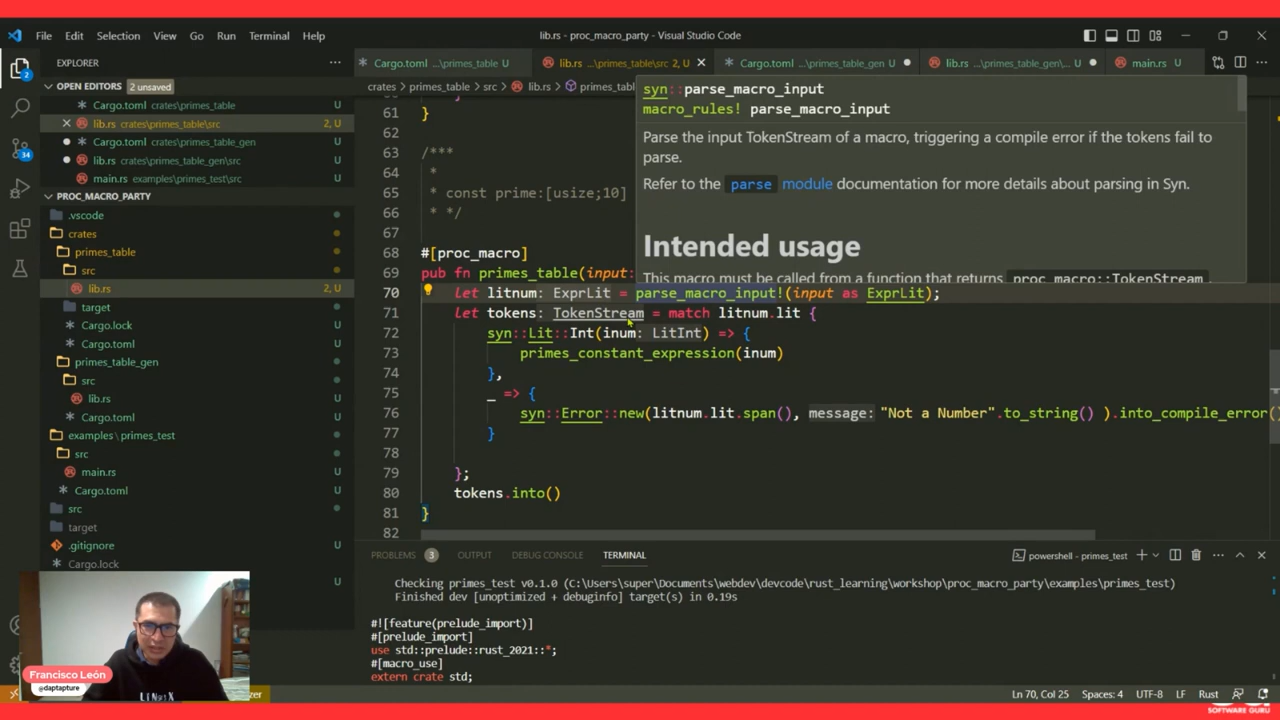 File Edit Selection View Go Run Terminal Help
lib.rs - proc_macro_party - Visual Studio Code
EXPLORER
OPEN EDITORS 2 unsaved
Cargo.toml crates\primes_table U
lib.rs crates\primes_table\src 2, U
Cargo.toml crates\primes_table_gen U
lib.rs crates\primes_table_gen\src U
main.rs examples\primes_test\src U
PROC_MACRO_PARTY
.vscode
crates
primes_table
src
lib.rs 2, U
target
Cargo.lock U
Cargo.toml U
primes_table_gen
src
lib.rs U
Cargo.toml U
examples \ primes_test
src
main.rs U
Cargo.toml U
src
target
.gitignore U
Cargo.lock U
U
2
34
Cargo.toml ...\primes_table U
lib.rs ...\primes_table\src 2, U
Cargo.toml ...\primes_table_gen
lib.rs ...\primes_table_gen\...
main.rs U
crates > primes_table > src > lib.rs >
syn::parse_macro_input
macro_rules! parse_macro_input
Parse the input TokenStream of a macro, triggering a compile error if the tokens fail to
parse.
Refer to the parse module documentation for more details about parsing in Syn.
Intended usage
This macro must be called from a function that returns proc_macro::TokenStream .
61 }
62
63 /***
64 *
65 * const prime:[usize;10]
66 * */
67
68 #[proc_macro]
69 pub fn primes_table(input:
70 let litnum: ExprLit = parse_macro_input!(input as ExprLit);
71 let tokens: TokenStream = match litnum.lit {
72 syn::Lit::Int(inum: LitInt) => {
73 primes_constant_expression(inum)
74 },
75 _ => {
76 syn::Error::new(litnum.lit.span(), message: "Not a Number".to_string() ).into_compile_error()
77 }
78
79 };
80 tokens.into()
81 }
82
PROBLEMS 3 OUTPUT DEBUG CONSOLE TERMINAL
powershell - primes_test
Checking primes_test v0.1.0 (C:\Users\super\Documents\webdev\devcode\rust_learning\workshop\proc_macro_party\examples\primes_test)
Finished dev [unoptimized + debuginfo] target(s) in 0.19s
#![feature(prelude_import)]
#[prelude_import]
use std::prelude::rust_2021::*;
#[macro_use]
extern crate std;
Francisco León
@daptapture
Ln 70, Col 25 Spaces: 4 UTF-8 LF Rust
SOFTWARE GURU